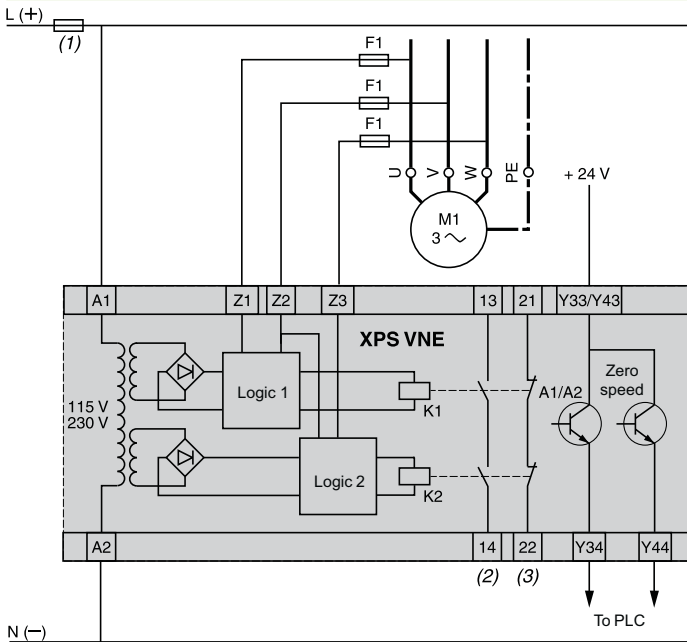 L (+)
(1)
F1
F1
F1
U
V
W
PE
+ 24 V
M1
3
A1
Z1
Z2
Z3
13
21
Y33/Y43
XPS VNE
Zero
speed
115 V
230 V
Logic 1
K1
A1/A2
Logic 2
K2
A2
14
22
Y34
Y44
(2)
(3)
To PLC
N (–)